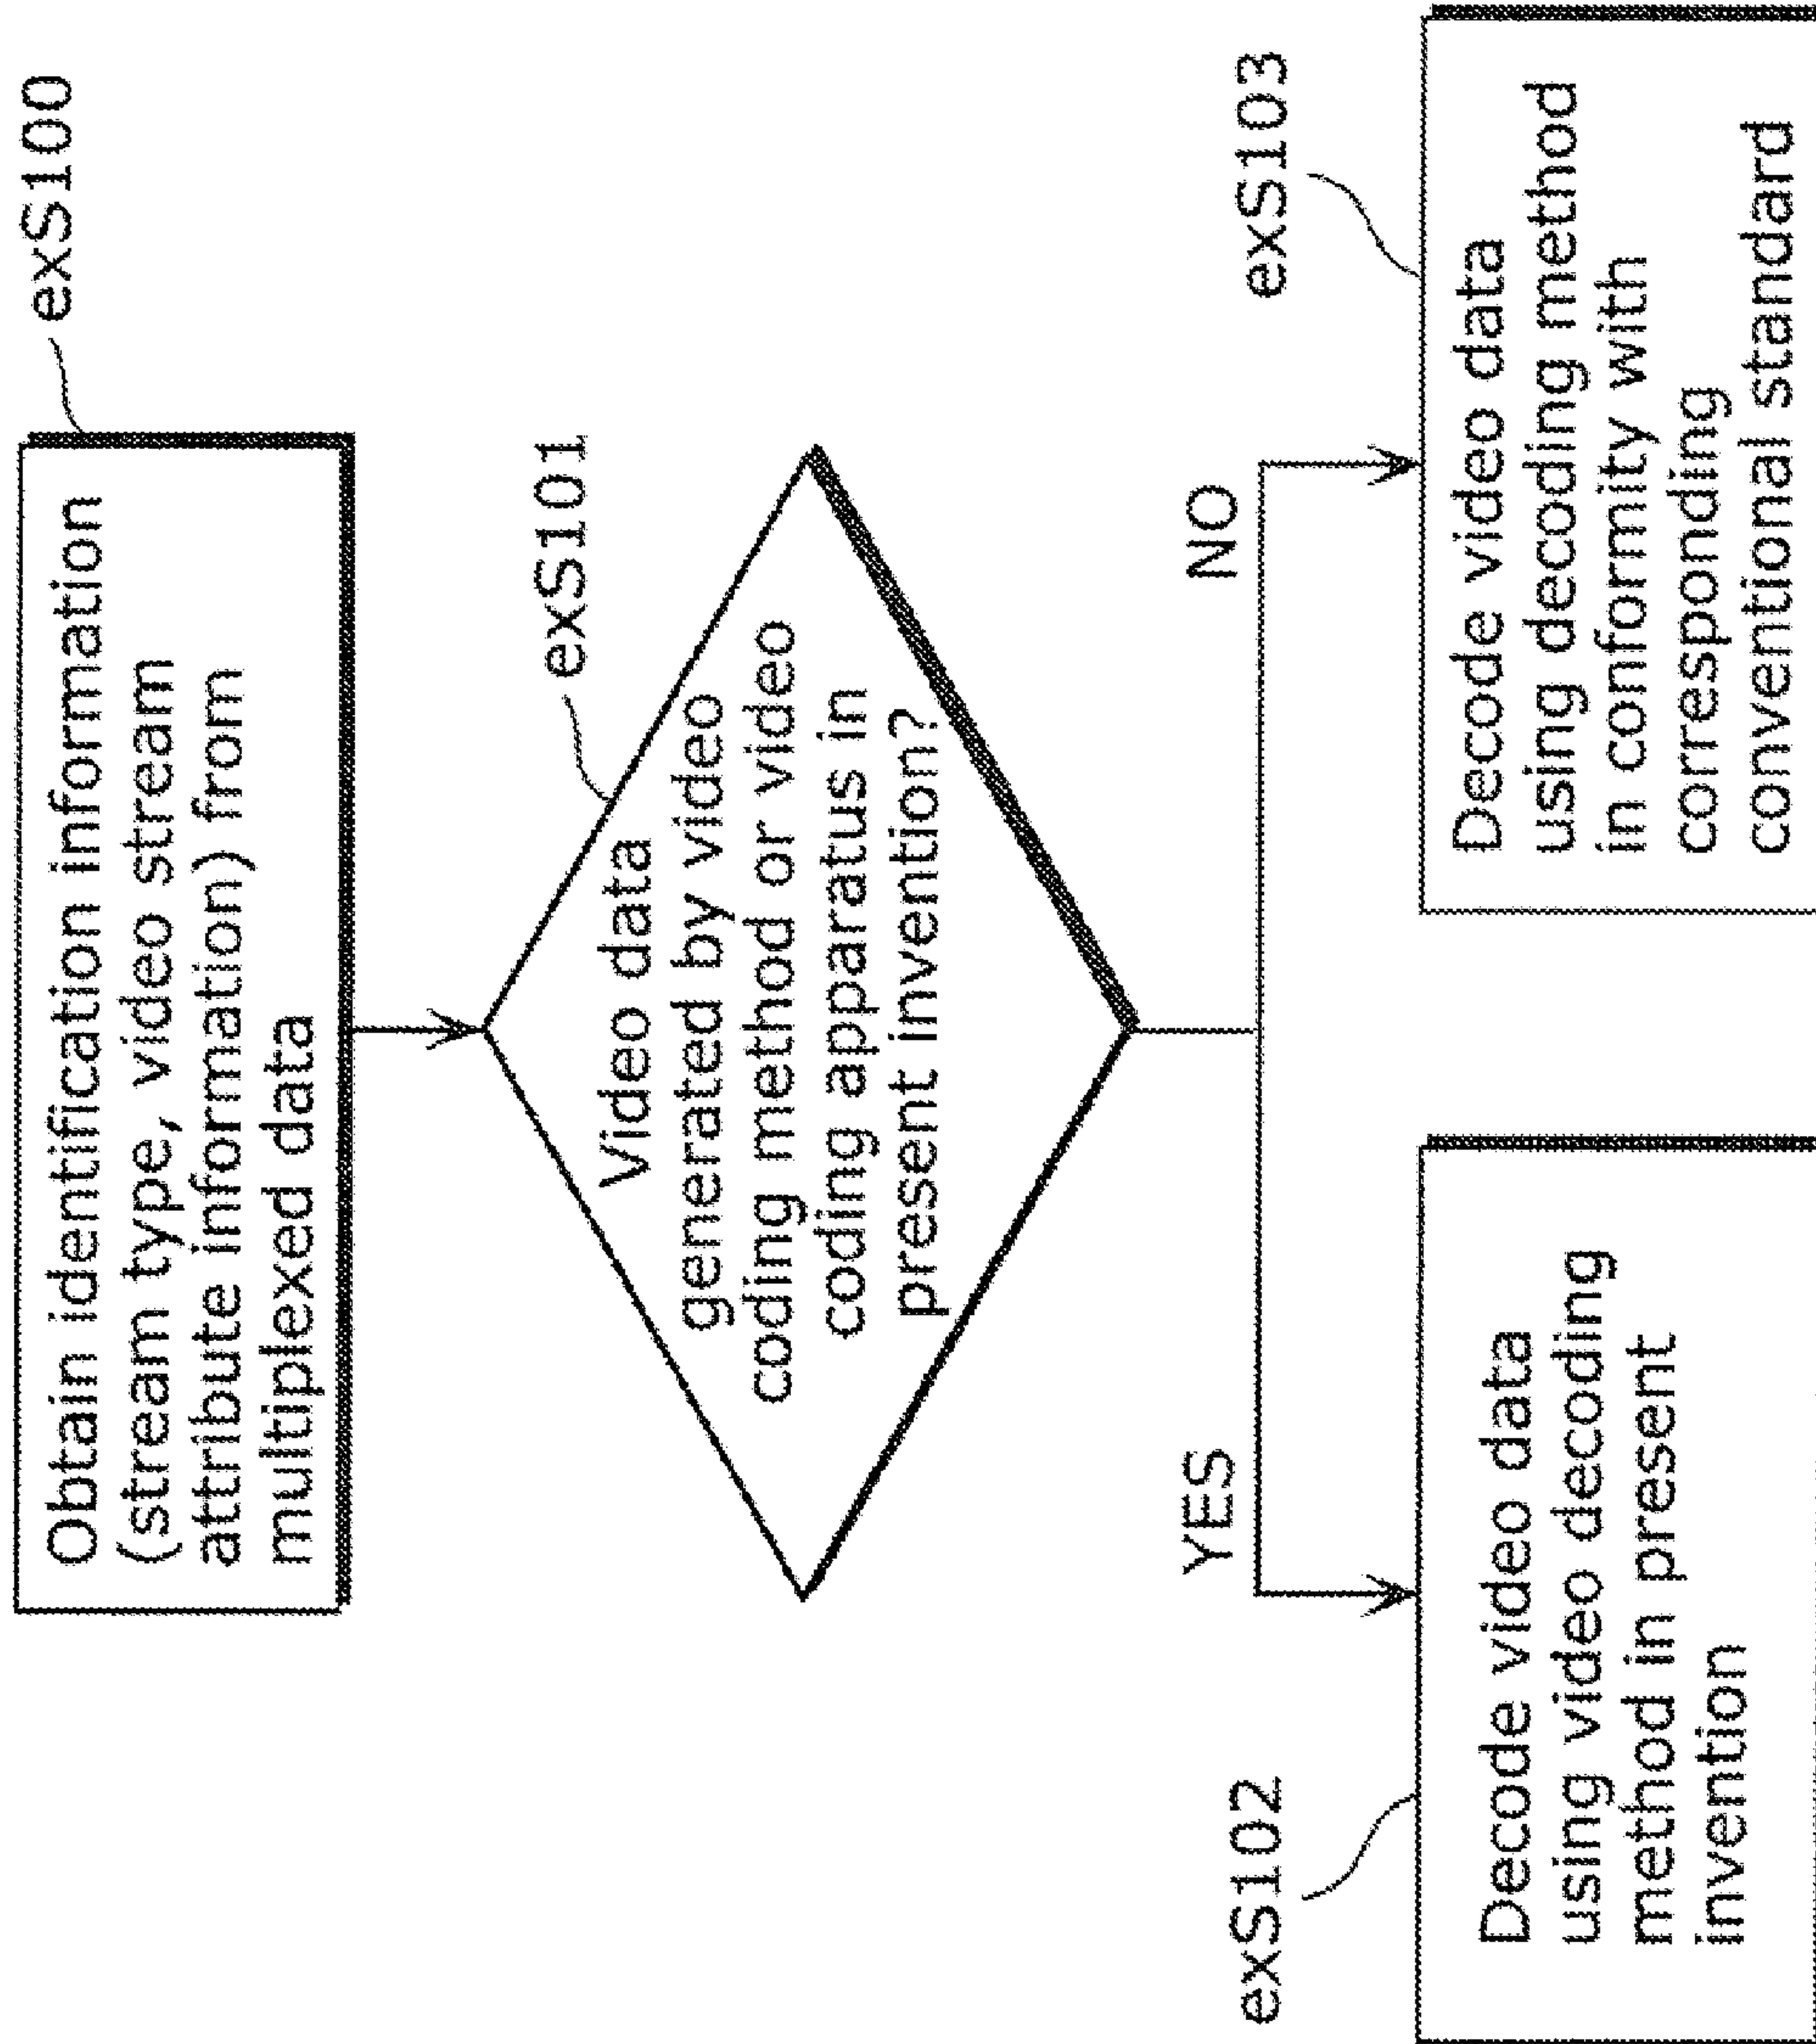 exS100
Obtain identification information
(stream type, video stream
attribute information) from
multiplexed data
exS101
Video data
generated by video
coding method or video
coding apparatus in
present invention?
YES
NO
exS102
Decode video data
using video decoding
method in present
invention
exS103
Decode video data
using decoding method
in conformity with
corresponding
conventional standard